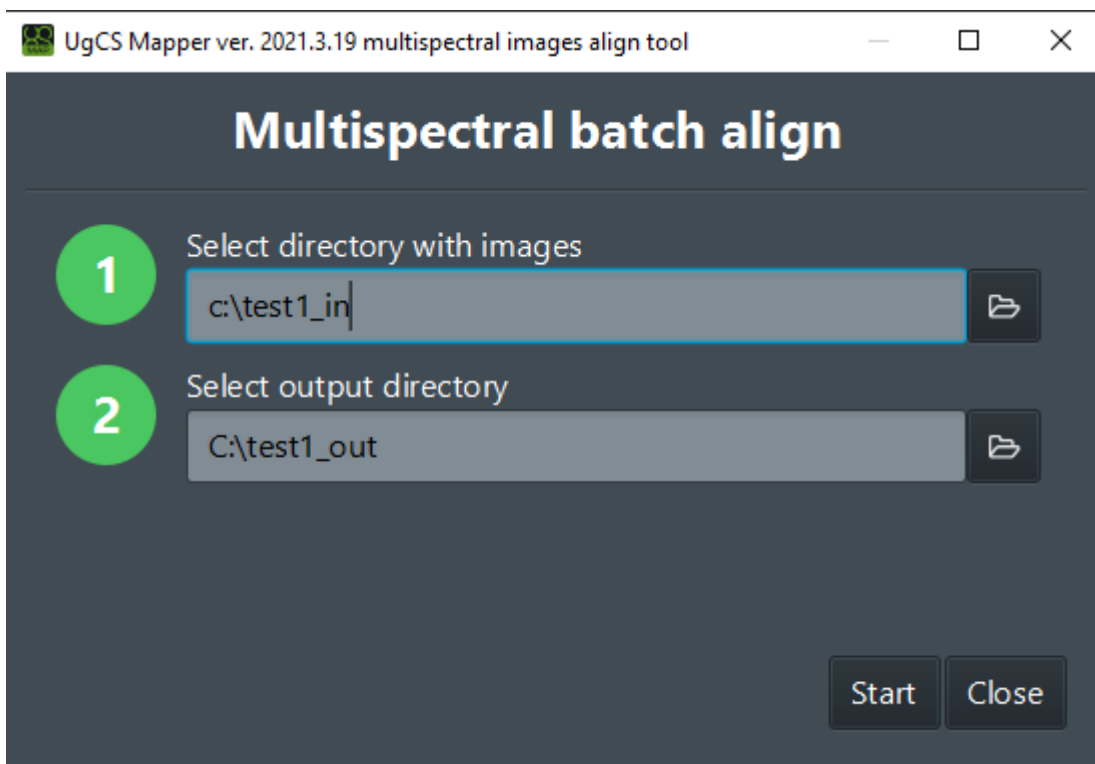 UgCS Mapper ver. 2021.3.19 multispectral images align tool
Multispectral batch align
1
Select directory with images
c:\test1_in
2
Select output directory
C:\test1_out
Start Close